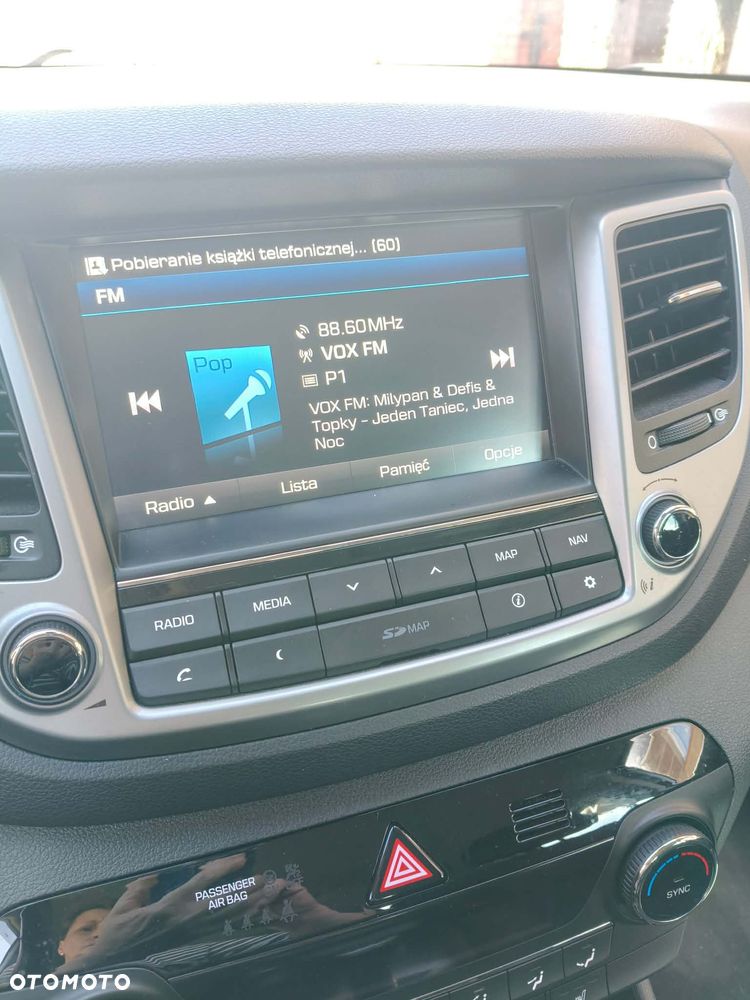 Pobieranie książki telefonicznej... (60)
FM
88.60MHz
Pop
VOX FM
P1
VOX FM: Milypan & Defis &
Topky - Jeden Taniec, Jedna
Noc
Radio ▲
Lista
Pamięć
Opcje
0
RADIO
MEDIA
MAP
NAV
SD MAP
i
i
PASSENGER
AIR BAG
SYNC
OTOMOTO